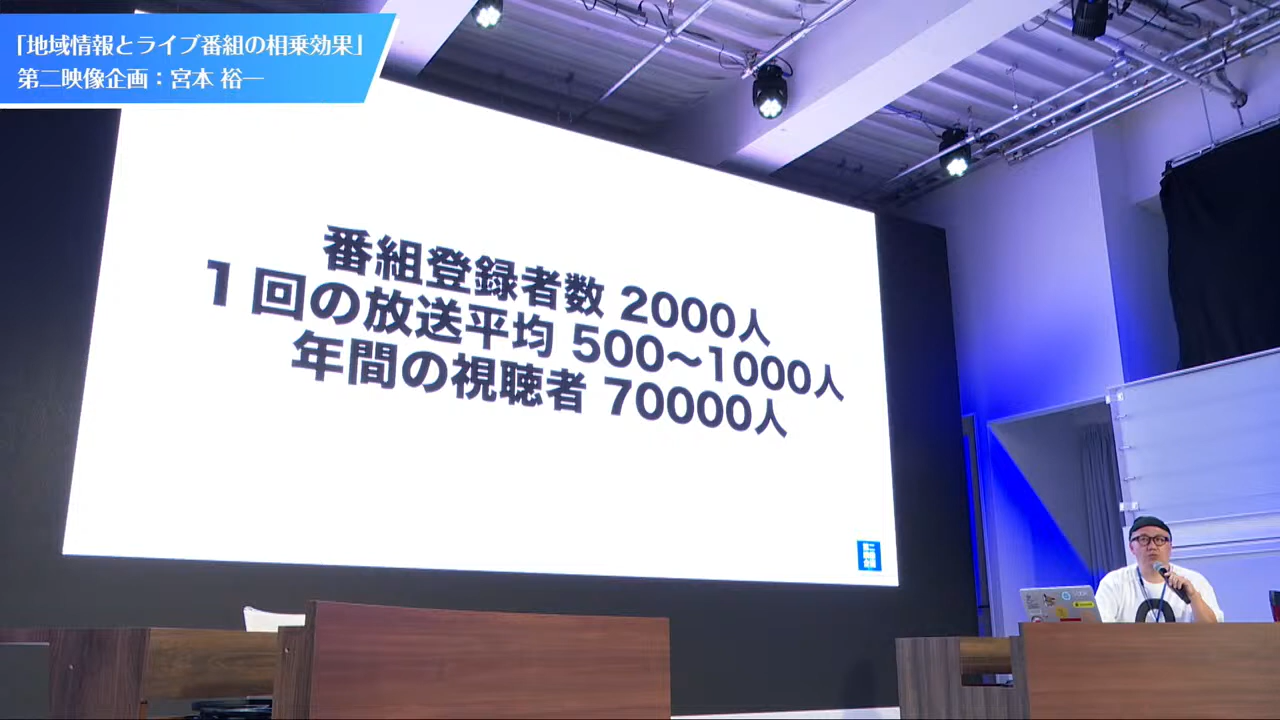 「地域情報とライブ番組の相乗効果」
第二映像企画：宮本 裕一
番組登録者数 2000人
１回の放送平均 500～1000人
年間の視聴者 70000人